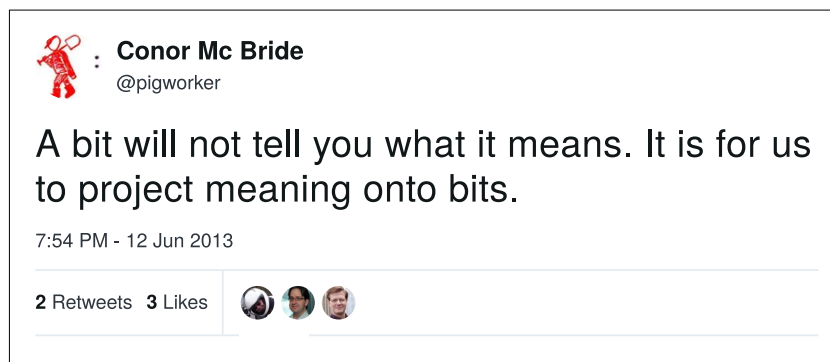 : Conor Mc Bride
@pigworker
A bit will not tell you what it means. It is for us
to project meaning onto bits.
7:54 PM - 12 Jun 2013
2 Retweets 3 Likes